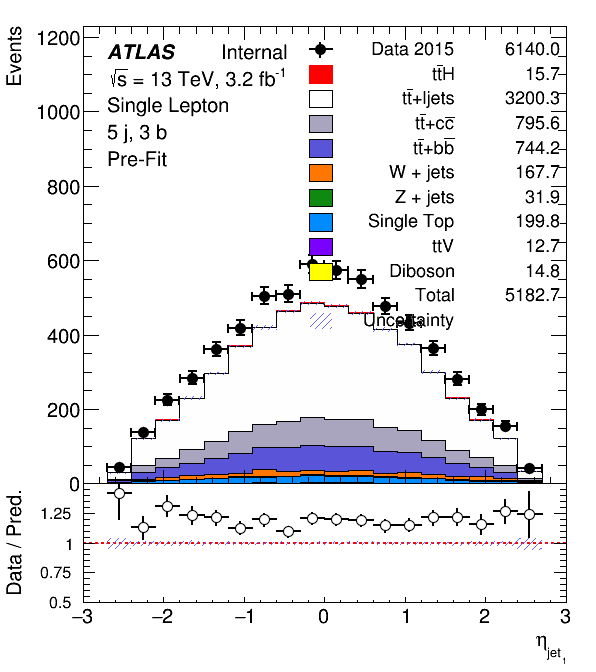 Events
1200
1000
800
600
400
200
0
ATLAS Internal
√s = 13 TeV, 3.2 fb⁻¹
Single Lepton
5 j, 3 b
Pre-Fit
Data 2015 6140.0
tt̄H 15.7
tt̄+ljets 3200.3
tt̄+cc̄ 795.6
tt̄+bb̄ 744.2
W + jets 167.7
Z + jets 31.9
Single Top 199.8
ttV 12.7
Diboson 14.8
Total 5182.7
Uncertainty
Data / Pred.
1.25
1
0.75
0.5
−3 −2 −1 0 1 2 3
η jet 1